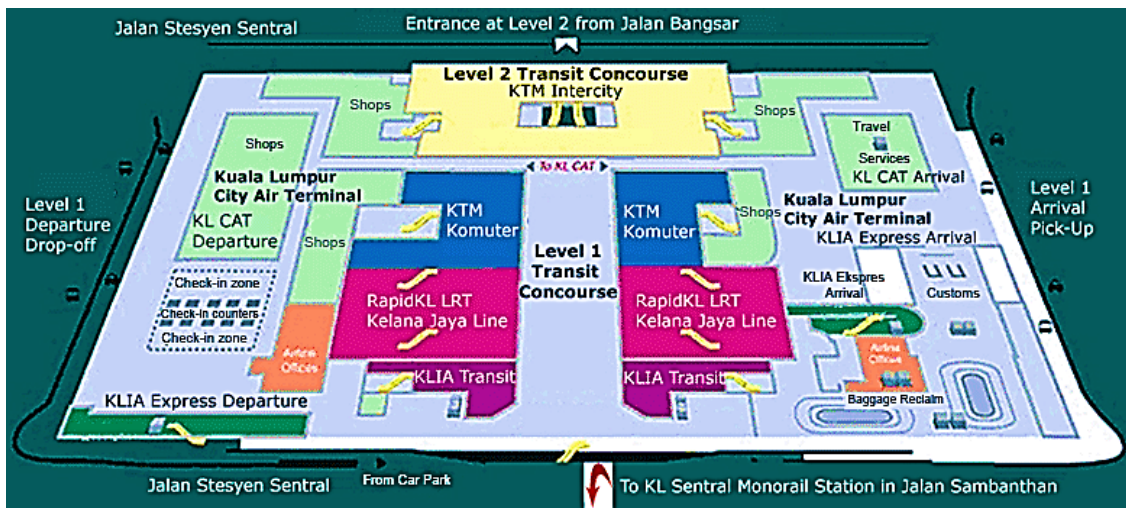 Jalan Stesyen Sentral
Entrance at Level 2 from Jalan Bangsar
Level 2 Transit Concourse
KTM Intercity
Shops
Shops
Shops
Travel
Services
KL CAT Arrival
To KL CAT
Kuala Lumpur
City Air Terminal
KL CAT
Departure
Shops
KTM
Komuter
KTM
Komuter
Shops
Kuala Lumpur
City Air Terminal
KLIA Express Arrival
Level 1
Departure
Drop-off
Level 1
Arrival
Pick-Up
Level 1
Transit
Concourse
Check-in zone
Check-in counters
Check-in zone
RapidKL LRT
Kelana Jaya Line
RapidKL LRT
Kelana Jaya Line
KLIA Ekspres
Arrival
Customs
Airline
Offices
Airline
Offices
KLIA Transit
KLIA Transit
Baggage Reclaim
KLIA Express Departure
Jalan Stesyen Sentral
From Car Park
To KL Sentral Monorail Station in Jalan Sambanthan